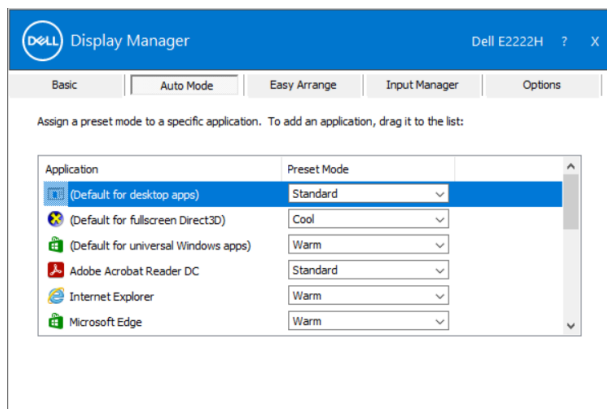 DELL Display Manager Dell E2222H ? X
Basic Auto Mode Easy Arrange Input Manager Options
Assign a preset mode to a specific application. To add an application, drag it to the list:
Application Preset Mode
(Default for desktop apps) Standard
(Default for fullscreen Direct3D) Cool
(Default for universal Windows apps) Warm
Adobe Acrobat Reader DC Standard
Internet Explorer Warm
Microsoft Edge Warm